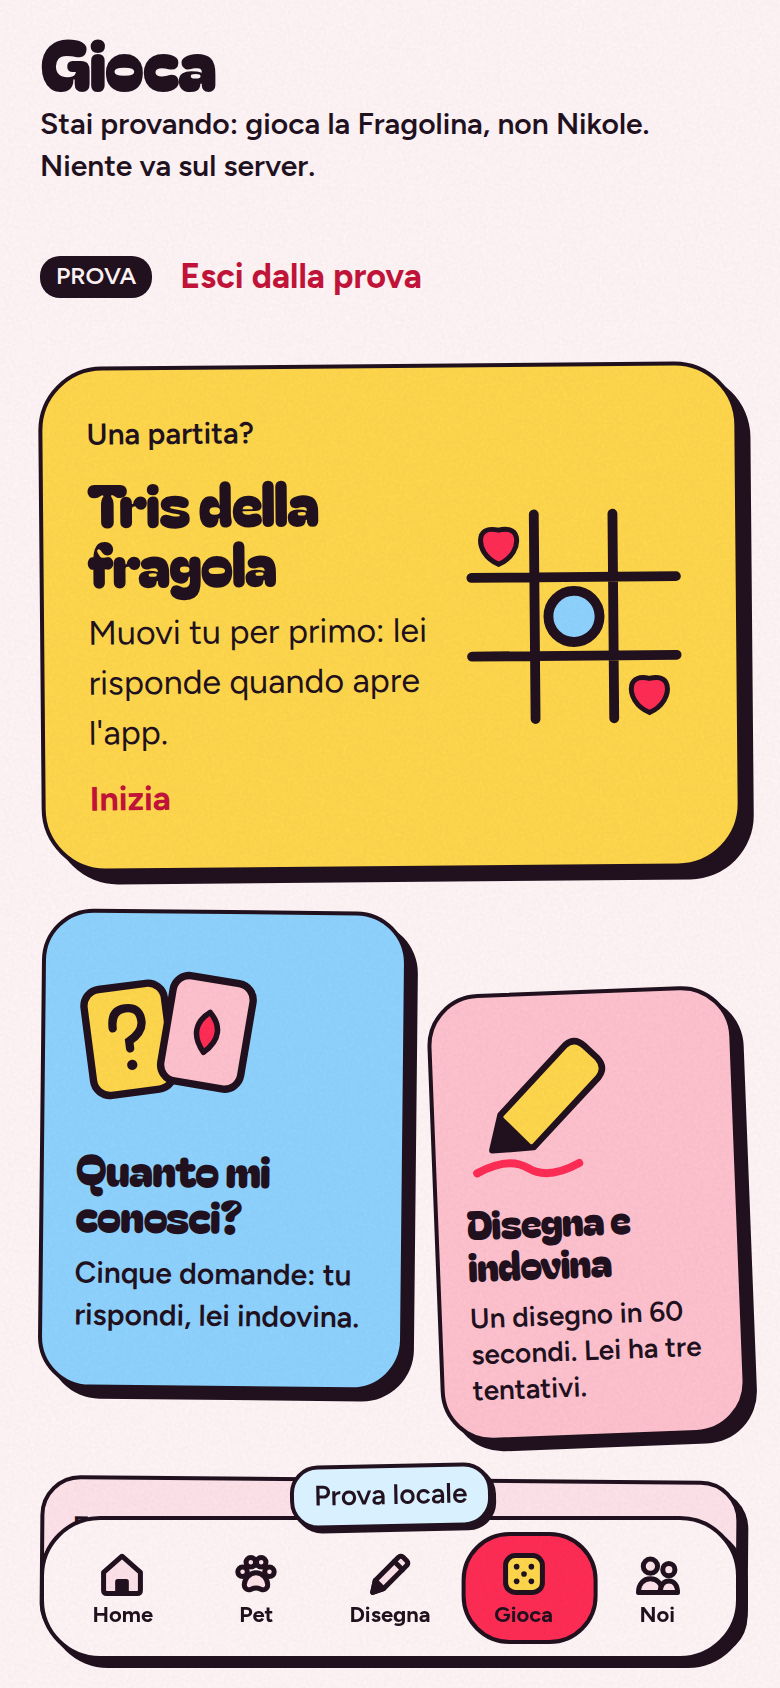 Gioca
Stai provando: gioca la Fragolina, non Nikole.
Niente va sul server.
PROVA
Esci dalla prova
Una partita?
Tris della
fragola
Muovi tu per primo: lei
risponde quando apre
l'app.
Inizia
?
Quanto mi
conosci?
Cinque domande: tu
rispondi, lei indovina.
Disegna e
indovina
Un disegno in 60
secondi. Lei ha tre
tentativi.
Prova locale
Home
Pet
Disegna
Gioca
Noi